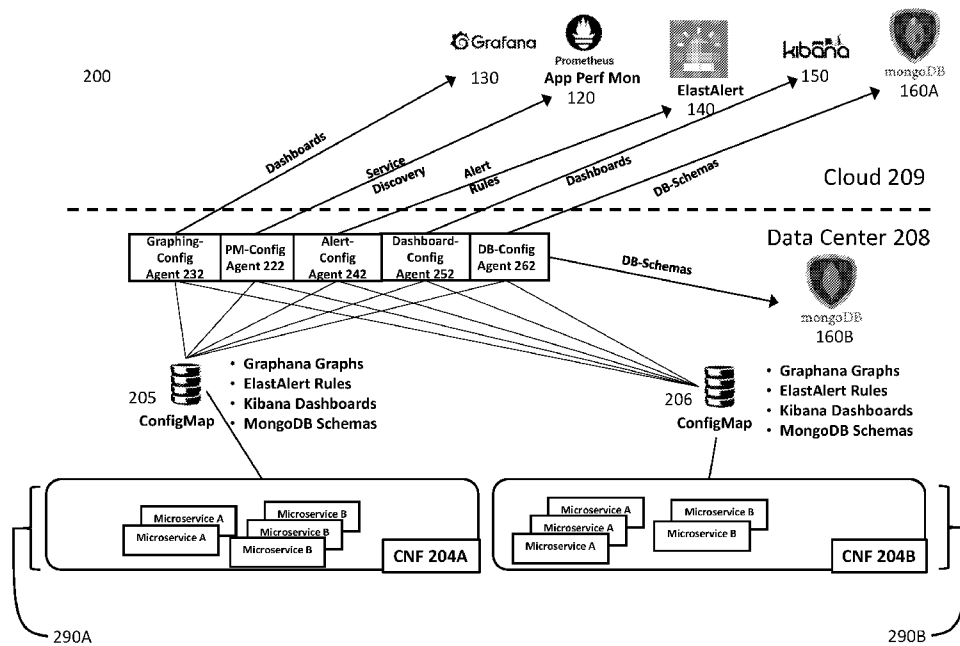 Grafana
130
Prometheus
App Perf Mon
120
ElastAlert
140
kibana
150
mongoDB
160A
200
Dashboards
Service
Discovery
Alert
Rules
Dashboards
DB-Schemas
Cloud 209
Graphing-
Config
Agent 232
PM-Config
Agent 222
Alert-
Config
Agent 242
Dashboard-
Config
Agent 252
DB-Config
Agent 262
Data Center 208
DB-Schemas
mongoDB
160B
205
ConfigMap
• Graphana Graphs
• ElastAlert Rules
• Kibana Dashboards
• MongoDB Schemas
206
ConfigMap
• Graphana Graphs
• ElastAlert Rules
• Kibana Dashboards
• MongoDB Schemas
Microservice A
Microservice A
Microservice B
Microservice B
Microservice B
CNF 204A
Microservice A
Microservice A
Microservice A
Microservice B
Microservice B
CNF 204B
290A
290B